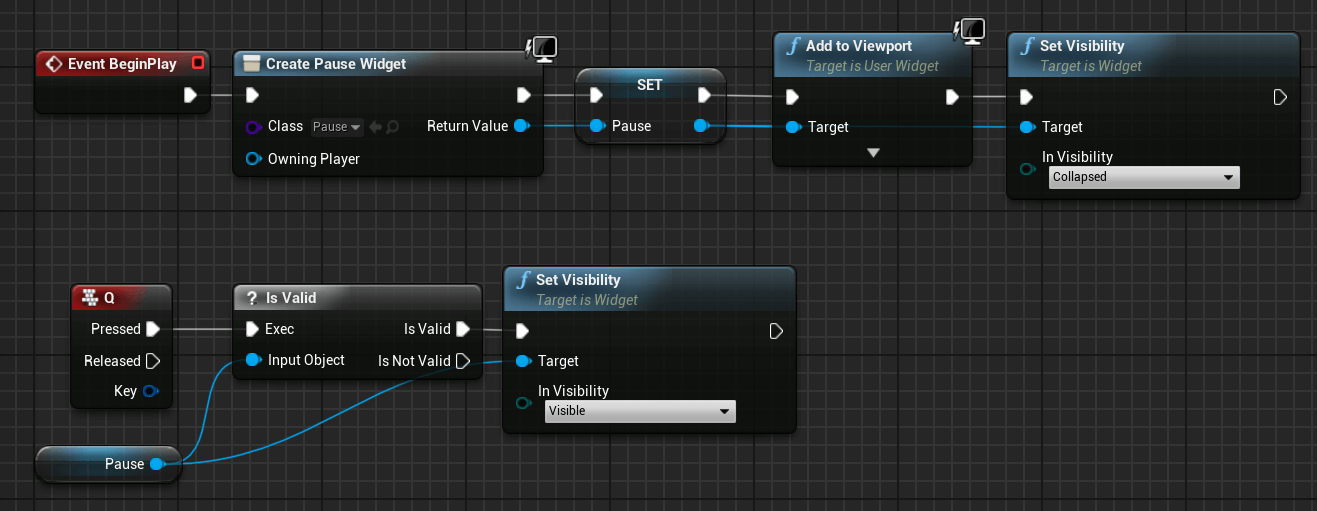 Event BeginPlay
Create Pause Widget
Class Pause
Return Value
Owning Player
SET
Pause
Add to Viewport
Target is User Widget
Target
Set Visibility
Target is Widget
Target
In Visibility
Collapsed
Q
Pressed
Released
Key
Is Valid
Exec
Is Valid
Input Object
Is Not Valid
Set Visibility
Target is Widget
Target
In Visibility
Visible
Pause